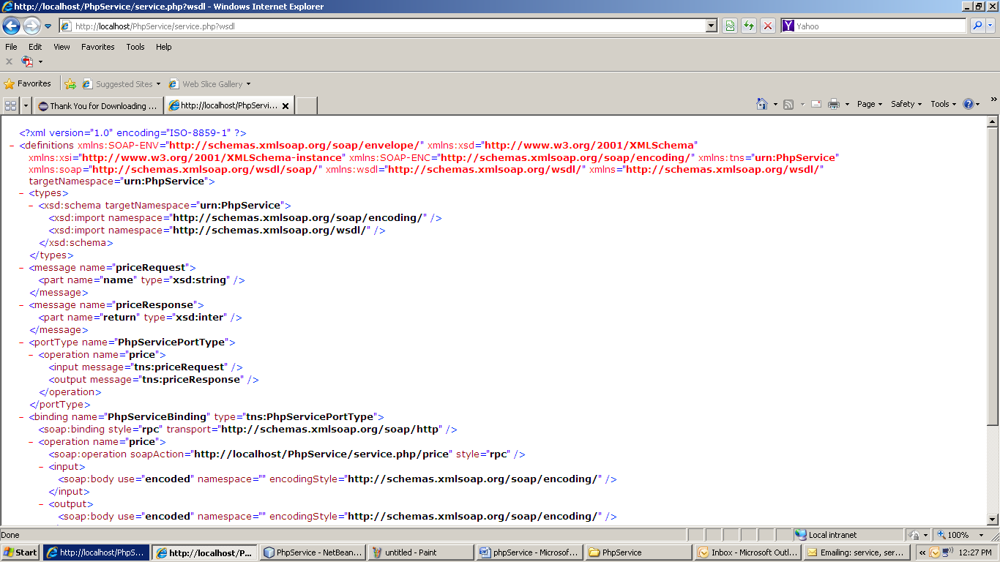 http://localhost/PhpService/service.php?wsdl - Windows Internet Explorer
http://localhost/PhpService/service.php?wsdl
Yahoo
File Edit View Favorites Tools Help
Favorites Suggested Sites Web Slice Gallery
Thank You for Downloading ... http://localhost/PhpServi... Page Safety Tools
<?xml version="1.0" encoding="ISO-8859-1" ?>
- <definitions xmlns:SOAP-ENV="http://schemas.xmlsoap.org/soap/envelope/" xmlns:xsd="http://www.w3.org/2001/XMLSchema"
xmlns:xsi="http://www.w3.org/2001/XMLSchema-instance" xmlns:SOAP-ENC="http://schemas.xmlsoap.org/soap/encoding/" xmlns:tns="urn:PhpService"
xmlns:soap="http://schemas.xmlsoap.org/wsdl/soap/" xmlns:wsdl="http://schemas.xmlsoap.org/wsdl/" xmlns="http://schemas.xmlsoap.org/wsdl/"
targetNamespace="urn:PhpService">
- <types>
- <xsd:schema targetNamespace="urn:PhpService">
<xsd:import namespace="http://schemas.xmlsoap.org/soap/encoding/" />
<xsd:import namespace="http://schemas.xmlsoap.org/wsdl/" />
</xsd:schema>
</types>
- <message name="priceRequest">
<part name="name" type="xsd:string" />
</message>
- <message name="priceResponse">
<part name="return" type="xsd:inter" />
</message>
- <portType name="PhpServicePortType">
- <operation name="price">
<input message="tns:priceRequest" />
<output message="tns:priceResponse" />
</operation>
</portType>
- <binding name="PhpServiceBinding" type="tns:PhpServicePortType">
<soap:binding style="rpc" transport="http://schemas.xmlsoap.org/soap/http" />
- <operation name="price">
<soap:operation soapAction="http://localhost/PhpService/service.php/price" style="rpc" />
- <input>
<soap:body use="encoded" namespace="" encodingStyle="http://schemas.xmlsoap.org/soap/encoding/" />
</input>
- <output>
<soap:body use="encoded" namespace="" encodingStyle="http://schemas.xmlsoap.org/soap/encoding/" />
Done Local intranet 100%
Start http://localhost/PhpS... http://localhost/P... PhpService - NetBean... untitled - Paint phpService - Microsof... PhpService Inbox - Microsoft Outl... Emailing: service, ser... 12:27 PM